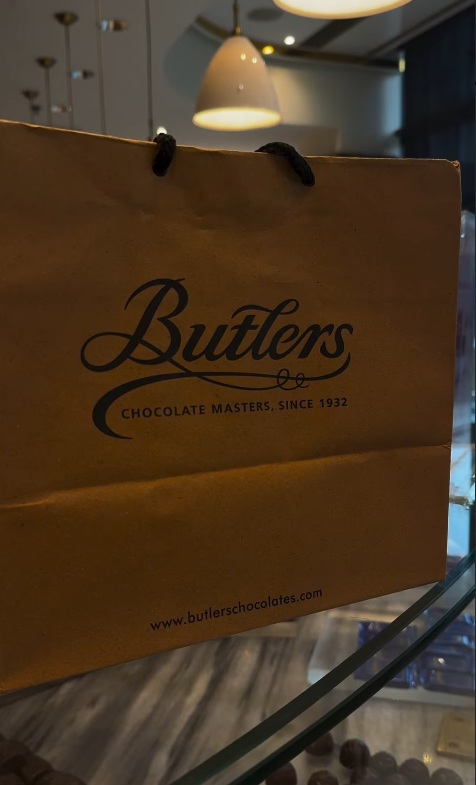 Butlers
CHOCOLATE MASTERS, SINCE 1932
www.butlerschocolates.com